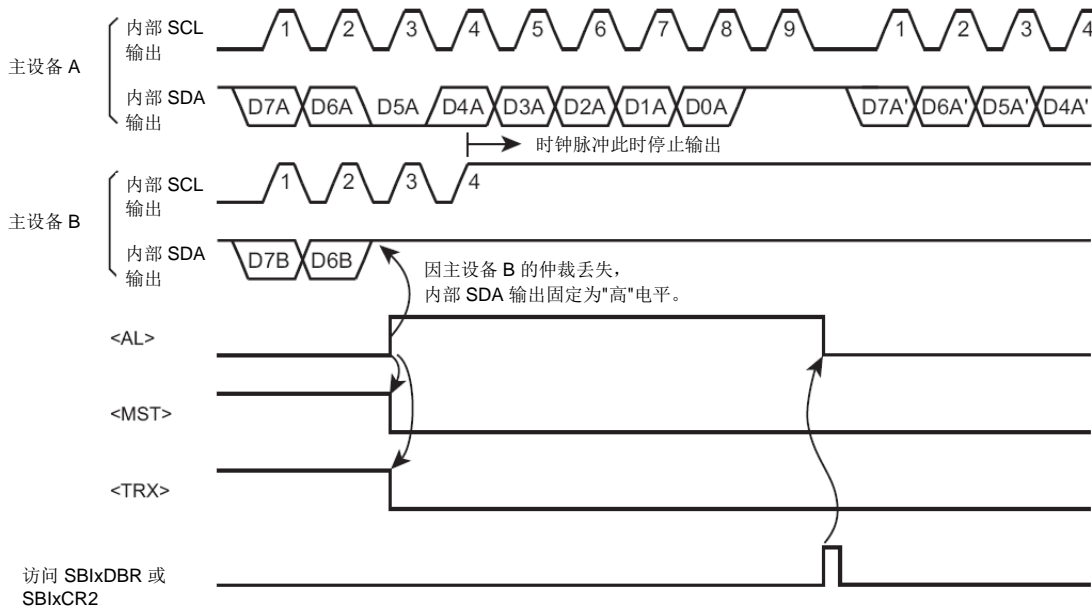 主设备 A
内部 SCL
输出
1 2 3 4 5 6 7 8 9 1 2 3 4
内部 SDA
输出
D7A D6A D5A D4A D3A D2A D1A D0A D7A' D6A' D5A' D4A'
时钟脉冲此时停止输出
主设备 B
内部 SCL
输出
1 2 3 4
内部 SDA
输出
D7B D6B
因主设备 B 的仲裁丢失，
内部 SDA 输出固定为"高"电平。
<AL>
<MST>
<TRX>
访问 SBIxDBR 或
SBIxCR2